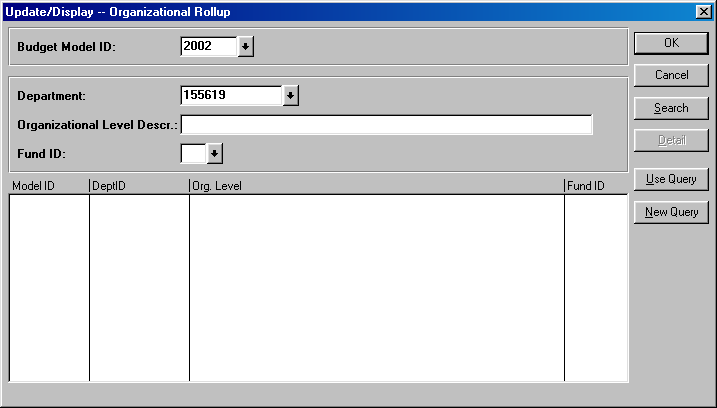 Update/Display -- Organizational Rollup
Budget Model ID: 2002
OK
Cancel
Department: 155619
Search
Organizational Level Descr.:
Detail
Fund ID:
Use Query
Model ID DeptID Org. Level Fund ID
New Query